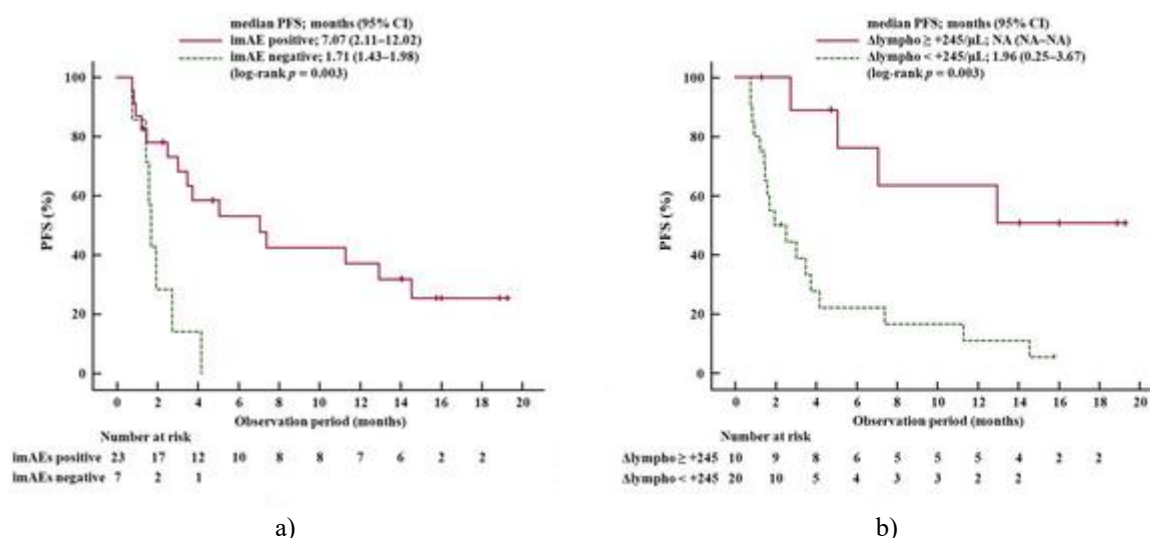 median PFS; months (95% CI)
imAE positive; 7.07 (2.11–12.02)
imAE negative; 1.71 (1.43–1.98)
(log-rank p = 0.003)
100
80
60
40
20
0
PFS (%)
0 2 4 6 8 10 12 14 16 18 20
Observation period (months)
Number at risk
imAEs positive 23 17 12 10 8 8 7 6 2 2
imAEs negative 7 2 1
a)
median PFS; months (95% CI)
Δlympho ≥ +245/μL; NA (NA–NA)
Δlympho < +245/μL; 1.96 (0.25–3.67)
(log-rank p = 0.003)
100
80
60
40
20
0
PFS (%)
0 2 4 6 8 10 12 14 16 18 20
Observation period (months)
Number at risk
Δlympho ≥ +245 10 9 8 6 5 5 5 4 2 2
Δlympho < +245 20 10 5 4 3 3 2 2
b)